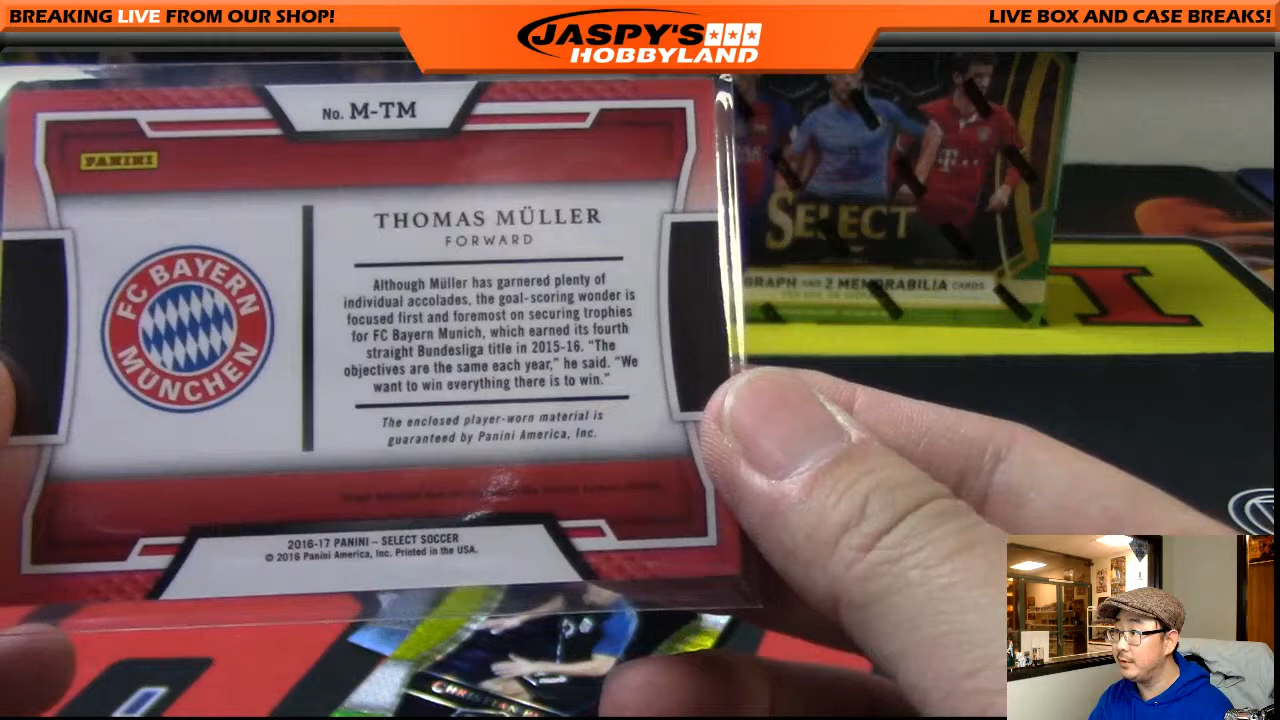 BREAKING LIVE FROM OUR SHOP!
JASPY'S
HOBBYLAND
LIVE BOX AND CASE BREAKS!
No. M-TM
PANINI
THOMAS MÜLLER
FORWARD
FC BAYERN
MÜNCHEN
Although Müller has garnered plenty of
individual accolades, the goal-scoring wonder is
focused first and foremost on securing trophies
for FC Bayern Munich, which earned its fourth
straight Bundesliga title in 2015-16. “The
objectives are the same each year,” he said. “We
want to win everything there is to win.”
The enclosed player-worn material is
guaranteed by Panini America, Inc.
2016-17 PANINI – SELECT SOCCER
© 2016 Panini America, Inc. Printed in the USA.
SELECT
AND 2 MEMORABILIA CARDS
I